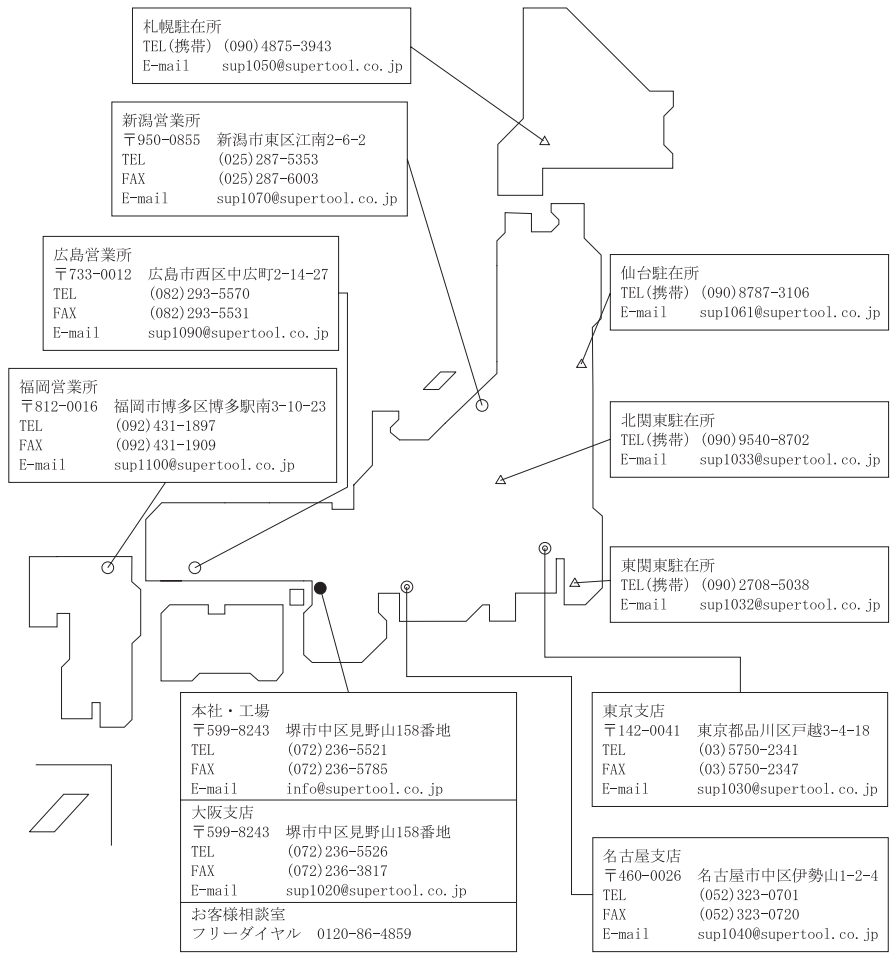 札幌駐在所
TEL(携帯) (090)4875-3943
E-mail sup1050@supertool.co.jp
新潟営業所
〒950-0855 新潟市東区江南2-6-2
TEL (025)287-5353
FAX (025)287-6003
E-mail sup1070@supertool.co.jp
広島営業所
〒733-0012 広島市西区中広町2-14-27
TEL (082)293-5570
FAX (082)293-5531
E-mail sup1090@supertool.co.jp
福岡営業所
〒812-0016 福岡市博多区博多駅南3-10-23
TEL (092)431-1897
FAX (092)431-1909
E-mail sup1100@supertool.co.jp
仙台駐在所
TEL(携帯) (090)8787-3106
E-mail sup1061@supertool.co.jp
北関東駐在所
TEL(携帯) (090)9540-8702
E-mail sup1033@supertool.co.jp
東関東駐在所
TEL(携帯) (090)2708-5038
E-mail sup1032@supertool.co.jp
本社・工場
〒599-8243 堺市中区見野山158番地
TEL (072)236-5521
FAX (072)236-5785
E-mail info@supertool.co.jp
大阪支店
〒599-8243 堺市中区見野山158番地
TEL (072)236-5526
FAX (072)236-3817
E-mail sup1020@supertool.co.jp
お客様相談室
フリーダイヤル 0120-86-4859
東京支店
〒142-0041 東京都品川区戸越3-4-18
TEL (03)5750-2341
FAX (03)5750-2347
E-mail sup1030@supertool.co.jp
名古屋支店
〒460-0026 名古屋市中区伊勢山1-2-4
TEL (052)323-0701
FAX (052)323-0720
E-mail sup1040@supertool.co.jp